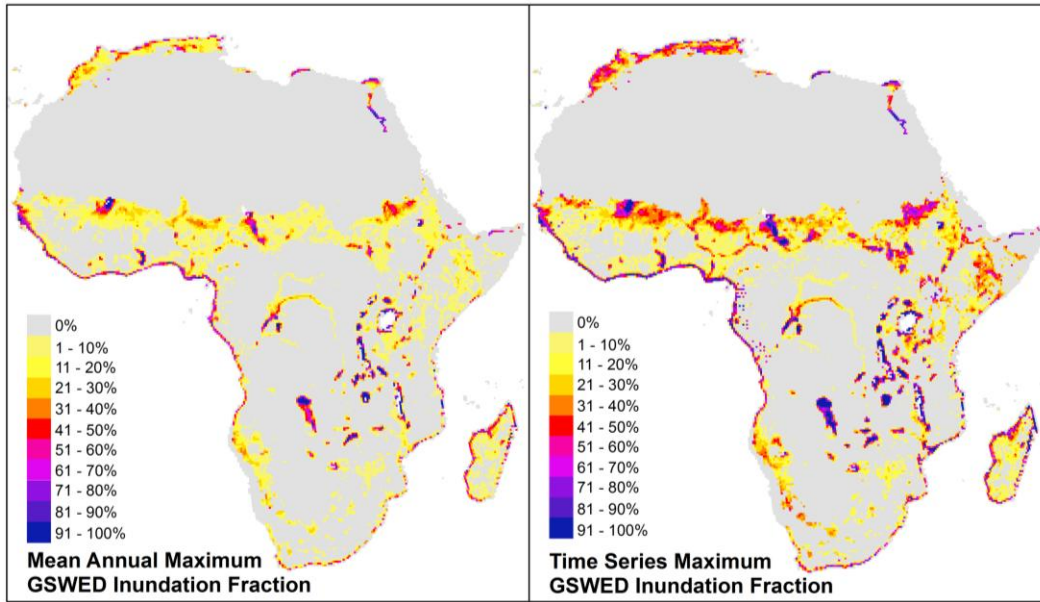 0%
1 - 10%
11 - 20%
21 - 30%
31 - 40%
41 - 50%
51 - 60%
61 - 70%
71 - 80%
81 - 90%
91 - 100%
Mean Annual Maximum
GSWED Inundation Fraction
0%
1 - 10%
11 - 20%
21 - 30%
31 - 40%
41 - 50%
51 - 60%
61 - 70%
71 - 80%
81 - 90%
91 - 100%
Time Series Maximum
GSWED Inundation Fraction